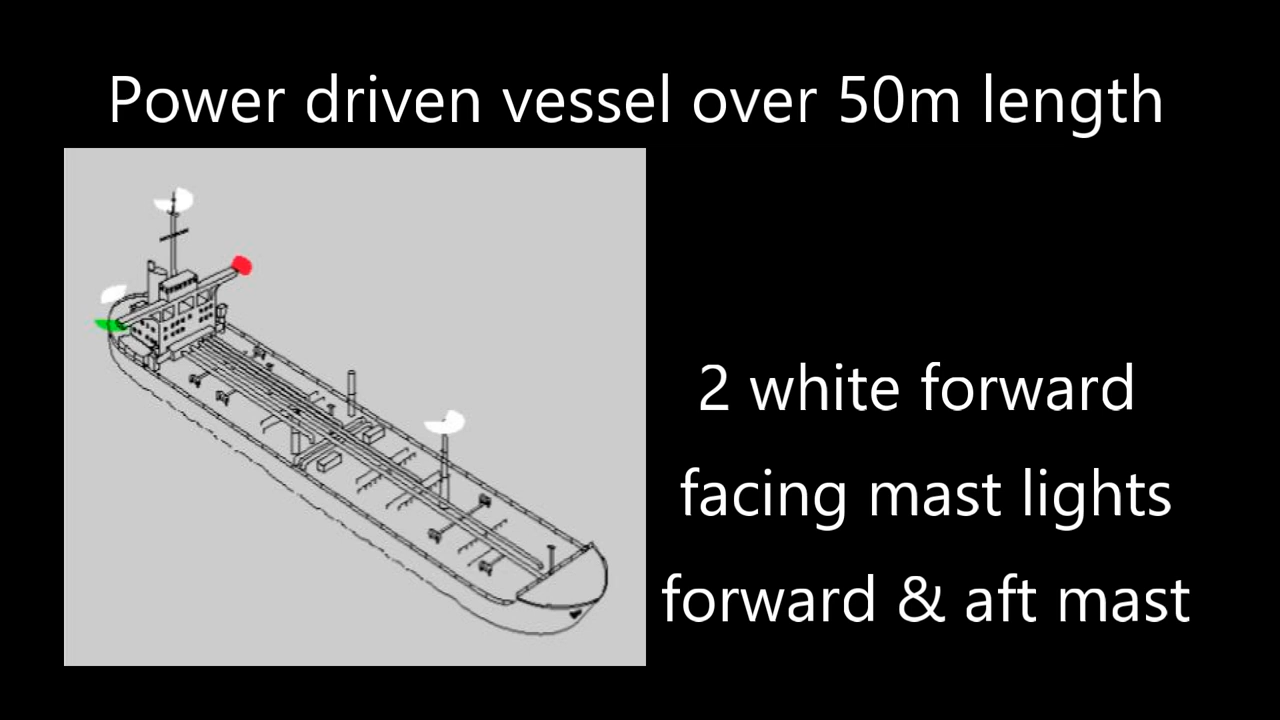 Power driven vessel over 50m length
2 white forward
facing mast lights
forward & aft mast